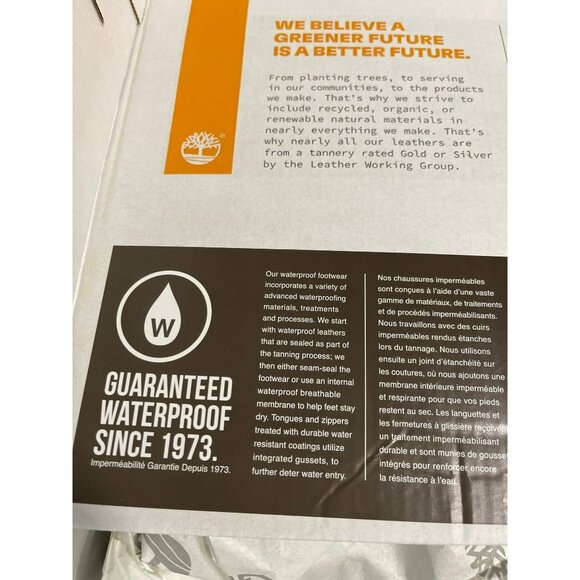 WE BELIEVE A
GREENER FUTURE
IS A BETTER FUTURE.
From planting trees, to serving
in our communities, to the products
we make. That's why we strive to
include recycled, organic, or
renewable natural materials in
nearly everything we make. That's
why nearly all our leathers are
from a tannery rated Gold or Silver
by the Leather Working Group.
®
W
GUARANTEED
WATERPROOF
SINCE 1973.
Imperméabilité Garantie Depuis 1973.
Our waterproof footwear
incorporates a variety of
advanced waterproofing
materials, treatments
and processes. We start
with waterproof leathers
that are sealed as part of
the tanning process; we
then either seam-seal the
footwear or use an internal
waterproof breathable
membrane to help feet stay
dry. Tongues and zippers
treated with durable water
resistant coatings utilize
integrated gussets, to
further deter water entry.
Nos chaussures imperméables
sont conçues à l'aide d'une vaste
gamme de matériaux, de traitements
et de procédés imperméabilisants.
Nous travaillons avec des cuirs
imperméables rendus étanches
lors du tannage. Nous utilisons
ensuite un joint d'étanchéité sur
les coutures, où nous ajoutons une
membrane intérieure imperméable
et respirante pour que vos pieds
restent au sec. Les languettes et
les fermetures à glissière reçoivent
un traitement imperméabilisant
durable et sont munies de gousset
intégrés pour renforcer encore
la résistance à l'eau.